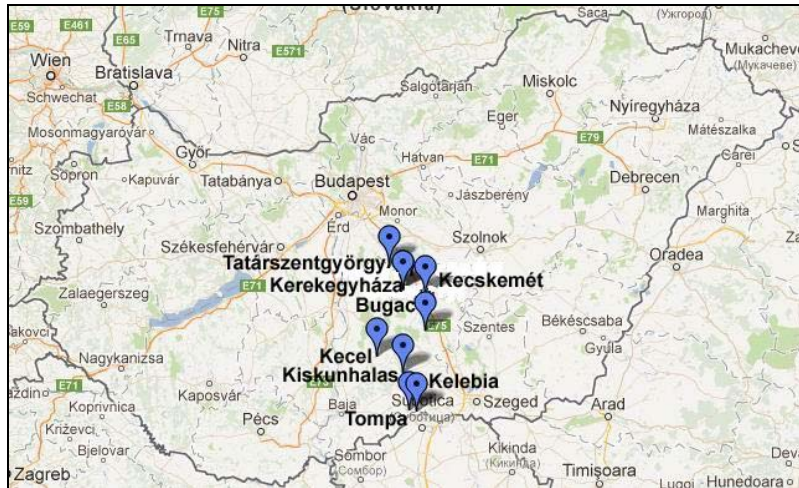 (Slovakia)
E59
E461
E75
Saca
(Ужгород)
Trnava
Nitra
E65
E571
Mukachevo
(Мукачеве)
Wien
Bratislava
Salgótarján
Miskolc
Schwechat
E58
Nyíregyháza
Eger
E79
Mátészalka
Mosonmagyaróvár
Vác
Győr
Hatvan
E71
Carei
Sopron
Kapuvár
Tatabánya
Budapest
Debrecen
E59
Jászberény
Monor
Érd
Marghita
Szombathely
Székesfehérvár
Szolnok
Oradea
Tatárszentgyörgy
Kerekegyháza
Kecskemét
Zalaegerszeg
E71
Bugac
E75
Szentes
Békéscsaba
Gyula
Nagykanizsa
Kecel
Kiskunhalas
Kelebia
E71
E73
Kaposvár
Baja
Szeged
Arad
Koprivnica
Pécs
Tompa
Subotica
(Суботица)
Križevci
Bjelovar
Sombor
(Сомбор)
Kikinda
(Кикинда)
Timișoara
Zagreb
Lugoj
Hunedoara